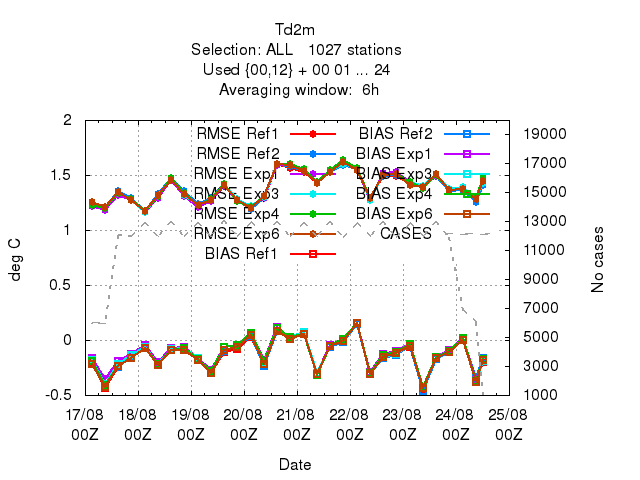 Td2m
Selection: ALL   1027 stations
Used {00,12} + 00 01 ... 24
Averaging window:  6h
2
1.5
1
0.5
0
-0.5
deg C
19000
17000
15000
13000
11000
9000
7000
5000
3000
1000
No cases
RMSE Ref1
RMSE Ref2
RMSE Exp1
RMSE Exp3
RMSE Exp4
RMSE Exp6
BIAS Ref1
BIAS Ref2
BIAS Exp1
BIAS Exp3
BIAS Exp4
BIAS Exp6
CASES
17/08 18/08 19/08 20/08 21/08 22/08 23/08 24/08 25/08
00Z 00Z 00Z 00Z 00Z 00Z 00Z 00Z 00Z
Date